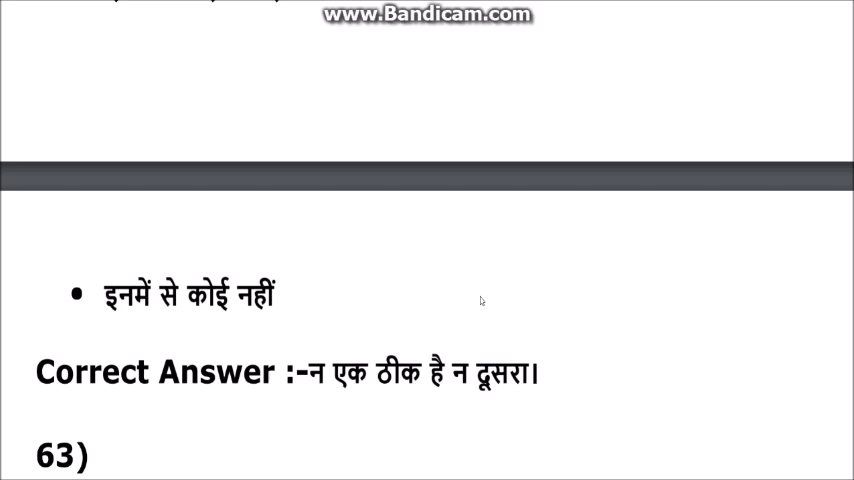 www.Bandicam.com
• इनमें से कोई नहीं
Correct Answer :-न एक ठीक है न दूसरा।
63)